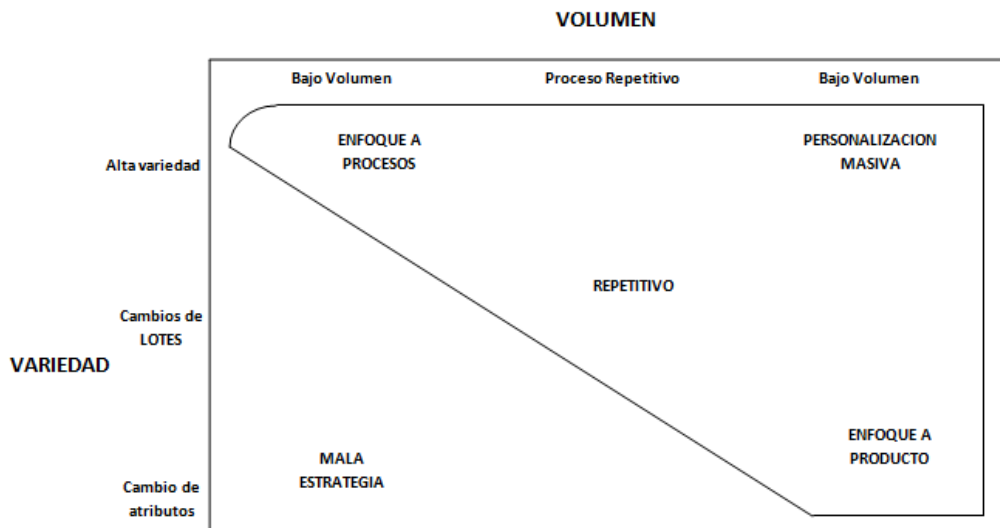 VOLUMEN
Bajo Volumen Proceso Repetitivo Bajo Volumen
ENFOQUE A
PROCESOS
PERSONALIZACION
MASIVA
Alta variedad
REPETITIVO
Cambios de
LOTES
VARIEDAD
ENFOQUE A
PRODUCTO
MALA
ESTRATEGIA
Cambio de
atributos